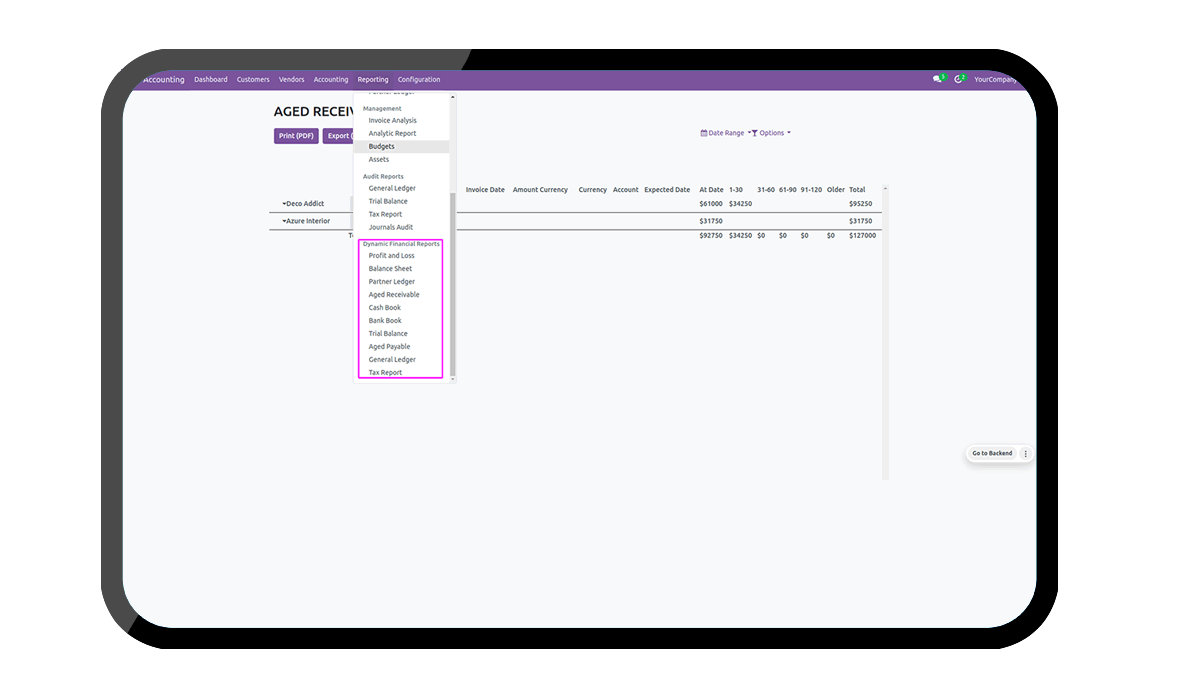 Accounting Dashboard Customers Vendors Accounting Reporting Configuration 5 2 YourCompany
Partner Ledger
AGED RECEIV
Management
Invoice Analysis
Print (PDF) Export (
Date Range Options
Analytic Report
Budgets
Assets
Audit Reports
General Ledger
Trial Balance
Tax Report
Journals Audit
Dynamic Financial Reports
Profit and Loss
Balance Sheet
Partner Ledger
Aged Receivable
Cash Book
Bank Book
Trial Balance
Aged Payable
General Ledger
Tax Report
Invoice Date Amount Currency Currency Account Expected Date At Date 1-30 31-60 61-90 91-120 Older Total
Deco Addict $61000 $34250 $95250
Azure Interior $31750 $31750
$92750 $34250 $0 $0 $0 $0 $127000
Go to Backend